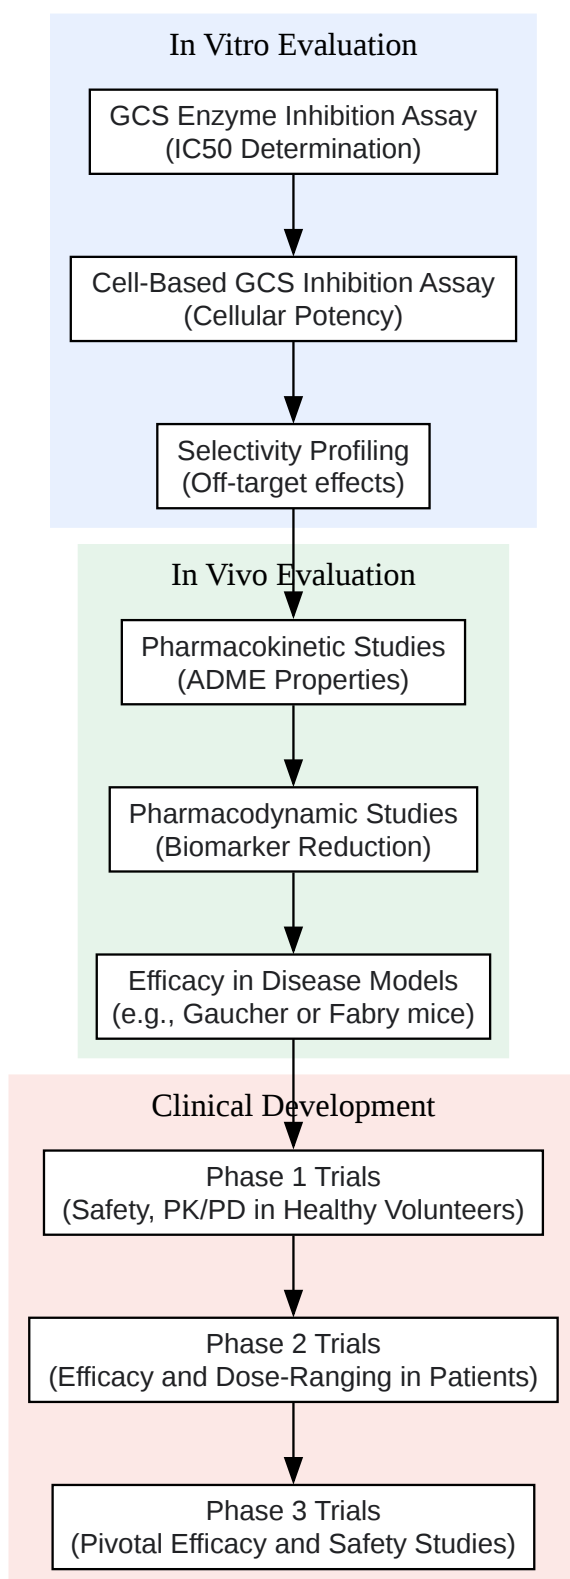 In Vitro Evaluation
GCS Enzyme Inhibition Assay
(IC50 Determination)
Cell-Based GCS Inhibition Assay
(Cellular Potency)
Selectivity Profiling
(Off-target effects)
In Vivo Evaluation
Pharmacokinetic Studies
(ADME Properties)
Pharmacodynamic Studies
(Biomarker Reduction)
Efficacy in Disease Models
(e.g., Gaucher or Fabry mice)
Clinical Development
Phase 1 Trials
(Safety, PK/PD in Healthy Volunteers)
Phase 2 Trials
(Efficacy and Dose-Ranging in Patients)
Phase 3 Trials
(Pivotal Efficacy and Safety Studies)